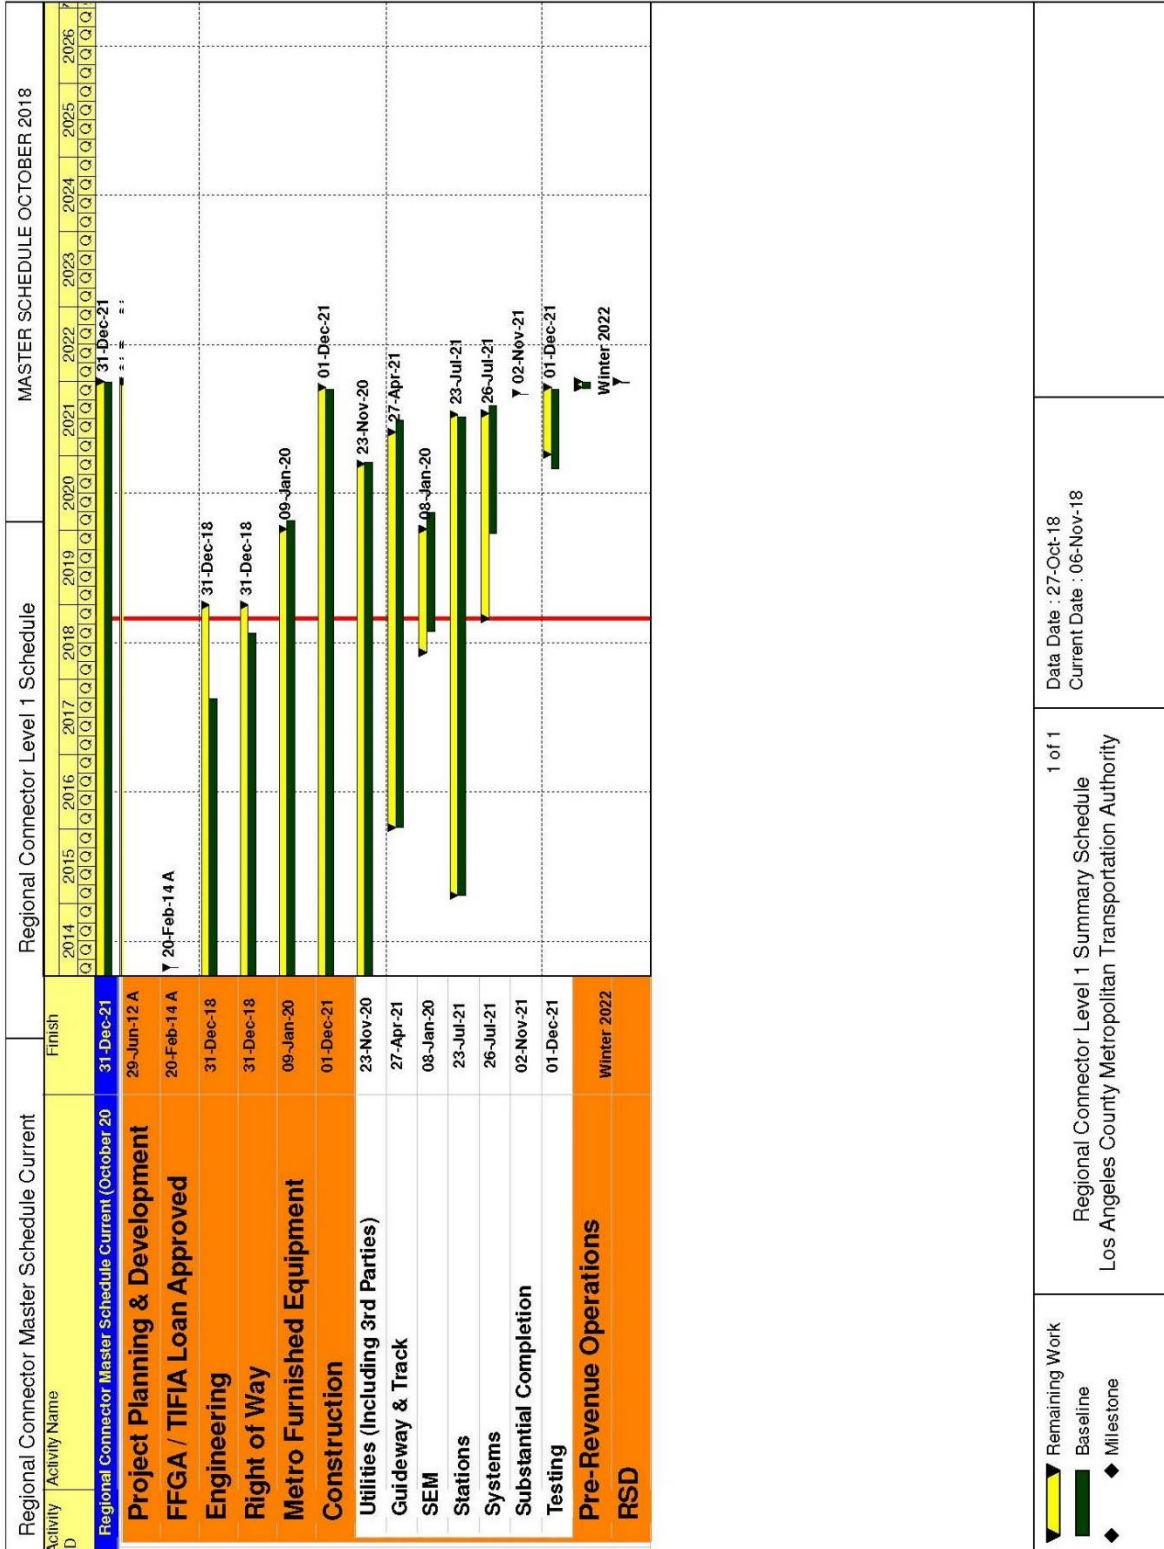 Regional Connector Master Schedule Current
Regional Connector Level 1 Schedule
MASTER SCHEDULE OCTOBER 2018
Activity Name
Finish
2014 2015 2016 2017 2018 2019 2020 2021 2022 2023 2024 2025 2026
Q Q Q Q Q Q Q Q Q Q Q Q Q Q Q Q Q Q Q Q Q Q Q Q Q Q Q Q Q Q Q Q Q Q Q Q Q Q Q Q Q Q Q Q Q Q Q Q Q Q Q Q
Regional Connector Master Schedule Current (October 20 31-Dec-21 31-Dec-21
Project Planning & Development 29-Jun-12 A
FFGA / TIFIA Loan Approved 20-Feb-14 A 20-Feb-14 A
Engineering 31-Dec-18 31-Dec-18
Right of Way 31-Dec-18 31-Dec-18
Metro Furnished Equipment 09-Jan-20 09-Jan-20
Construction 01-Dec-21 01-Dec-21
Utilities (Including 3rd Parties) 23-Nov-20 23-Nov-20
Guideway & Track 27-Apr-21 27-Apr-21
SEM 08-Jan-20 08-Jan-20
Stations 23-Jul-21 23-Jul-21
Systems 26-Jul-21 26-Jul-21
Substantial Completion 02-Nov-21 02-Nov-21
Testing 01-Dec-21 01-Dec-21
Pre-Revenue Operations
Winter 2022 Winter 2022
RSD
Remaining Work
Baseline
Milestone
1 of 1
Regional Connector Level 1 Summary Schedule
Los Angeles County Metropolitan Transportation Authority
Data Date : 27-Oct-18
Current Date : 06-Nov-18